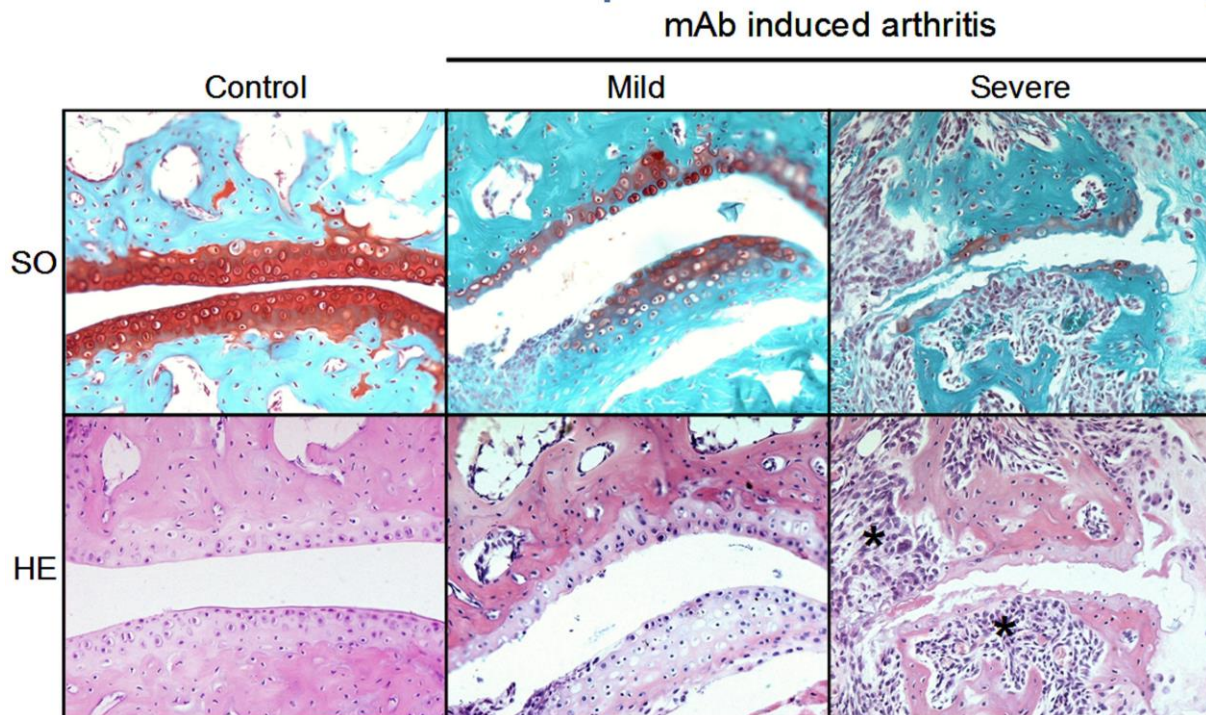 mAb induced arthritis
Control Mild Severe
SO
HE
*
*